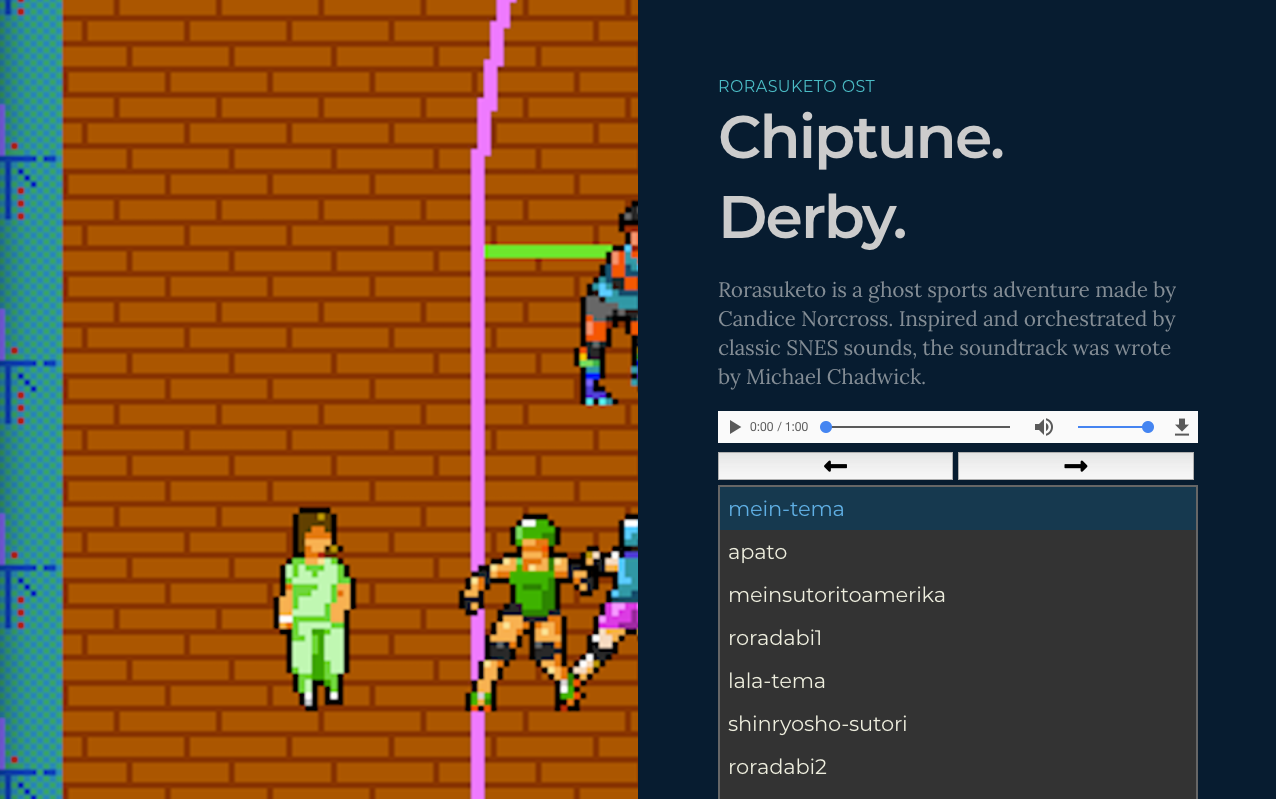 RORASUKETO OST
Chiptune.
Derby.
Rorasuketo is a ghost sports adventure made by
Candice Norcross. Inspired and orchestrated by
classic SNES sounds, the soundtrack was wrote
by Michael Chadwick.
0:00 / 1:00
mein-tema
apato
meinsutoritoamerika
roradabi1
lala-tema
shinryosho-sutori
roradabi2